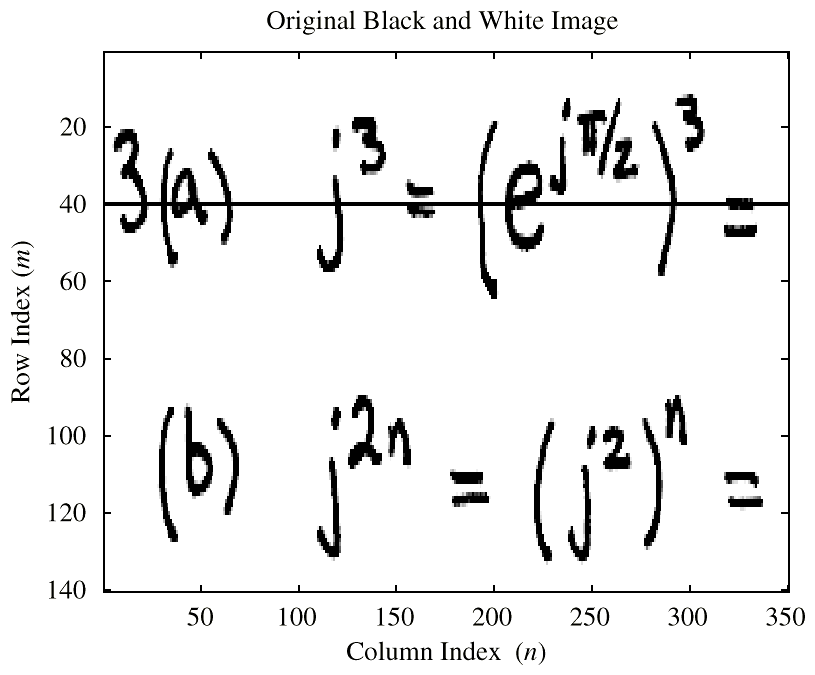 Original Black and White Image
20
40
60
80
100
120
140
Row Index (m)
3(a) j^3 = (e^{jπ/2})^3 =
(b) j^{2n} = (j^2)^n =
50 100 150 200 250 300 350
Column Index (n)